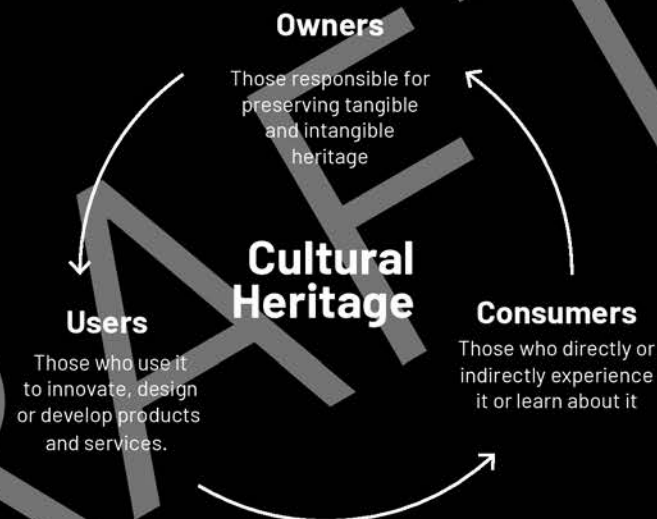 Owners
Those responsible for
preserving tangible
and intangible
heritage
Cultural
Heritage
Users
Those who use it
to innovate, design
or develop products
and services.
Consumers
Those who directly or
indirectly experience
it or learn about it